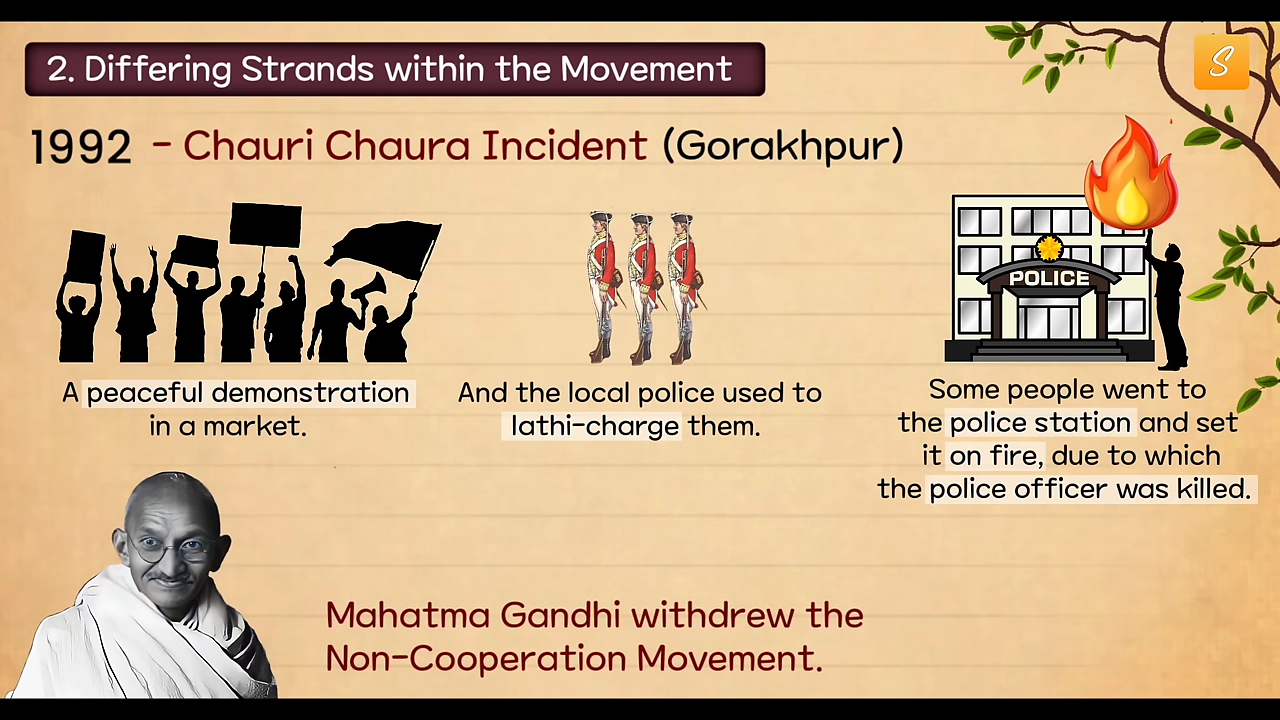 2. Differing Strands within the Movement
S
1992 - Chauri Chaura Incident (Gorakhpur)
POLICE
A peaceful demonstration
in a market.
And the local police used to
lathi-charge them.
Some people went to
the police station and set
it on fire, due to which
the police officer was killed.
Mahatma Gandhi withdrew the
Non-Cooperation Movement.